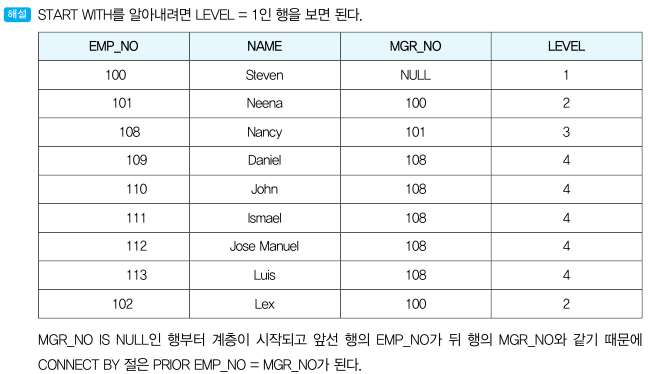 해설 START WITH를 알아내려면 LEVEL = 1인 행을 보면 된다.
EMP_NO NAME MGR_NO LEVEL
100 Steven NULL 1
101 Neena 100 2
108 Nancy 101 3
109 Daniel 108 4
110 John 108 4
111 Ismael 108 4
112 Jose Manuel 108 4
113 Luis 108 4
102 Lex 100 2
MGR_NO IS NULL인 행부터 계층이 시작되고 앞선 행의 EMP_NO가 뒤 행의 MGR_NO와 같기 때문에
CONNECT BY 절은 PRIOR EMP_NO = MGR_NO가 된다.